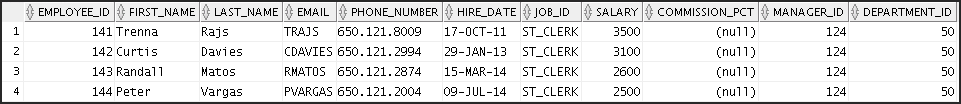 EMPLOYEE_ID FIRST_NAME LAST_NAME EMAIL PHONE_NUMBER HIRE_DATE JOB_ID SALARY COMMISSION_PCT MANAGER_ID DEPARTMENT_ID
1 141 Trenna Rajs TRAJS 650.121.8009 17-OCT-11 ST_CLERK 3500 (null) 124 50
2 142 Curtis Davies CDAVIES 650.121.2994 29-JAN-13 ST_CLERK 3100 (null) 124 50
3 143 Randall Matos RMATOS 650.121.2874 15-MAR-14 ST_CLERK 2600 (null) 124 50
4 144 Peter Vargas PVARGAS 650.121.2004 09-JUL-14 ST_CLERK 2500 (null) 124 50